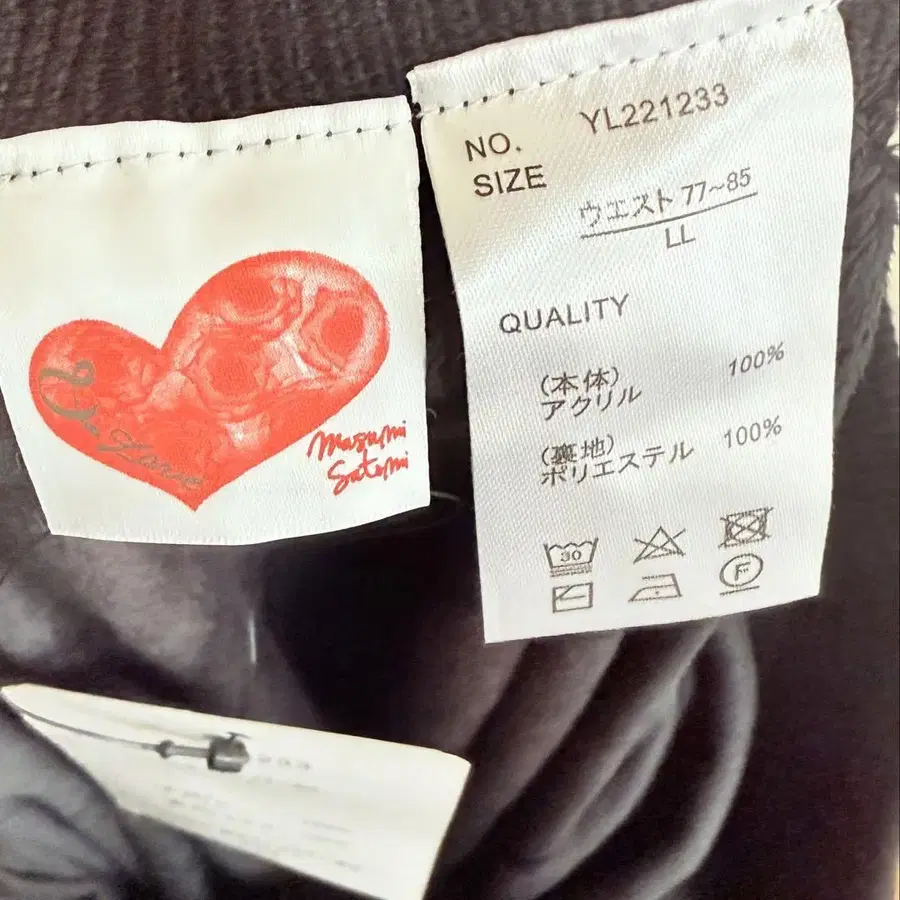 Masumi
Satomi
NO. YL221233
SIZE ウエスト 77~85
LL
QUALITY
(本体) 100%
アクリル
(裏地) 100%
ポリエステル
30
F